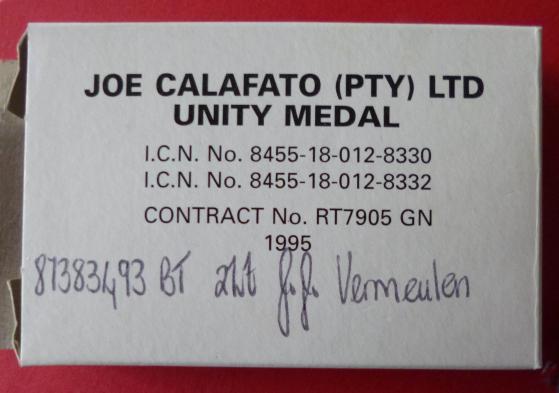 JOE CALAFATO (PTY) LTD
UNITY MEDAL
I.C.N. No. 8455-18-012-8330
I.C.N. No. 8455-18-012-8332
CONTRACT No. RT7905 GN
1995
87383493 BT 2Lt J.J. Vermeulen